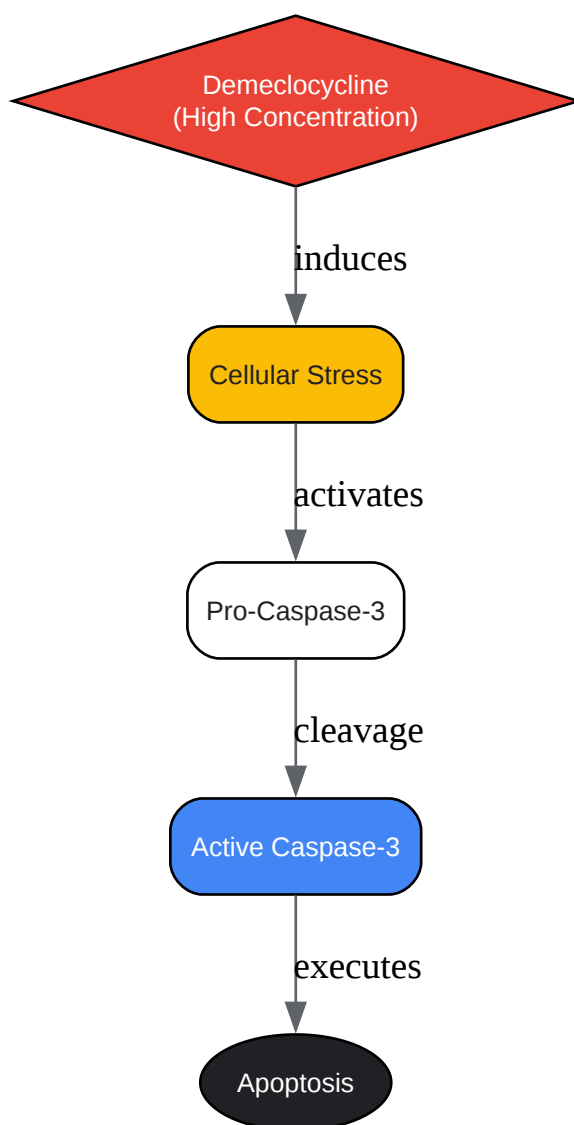 Demeclocycline
(High Concentration)
induces
Cellular Stress
activates
Pro-Caspase-3
cleavage
Active Caspase-3
executes
Apoptosis